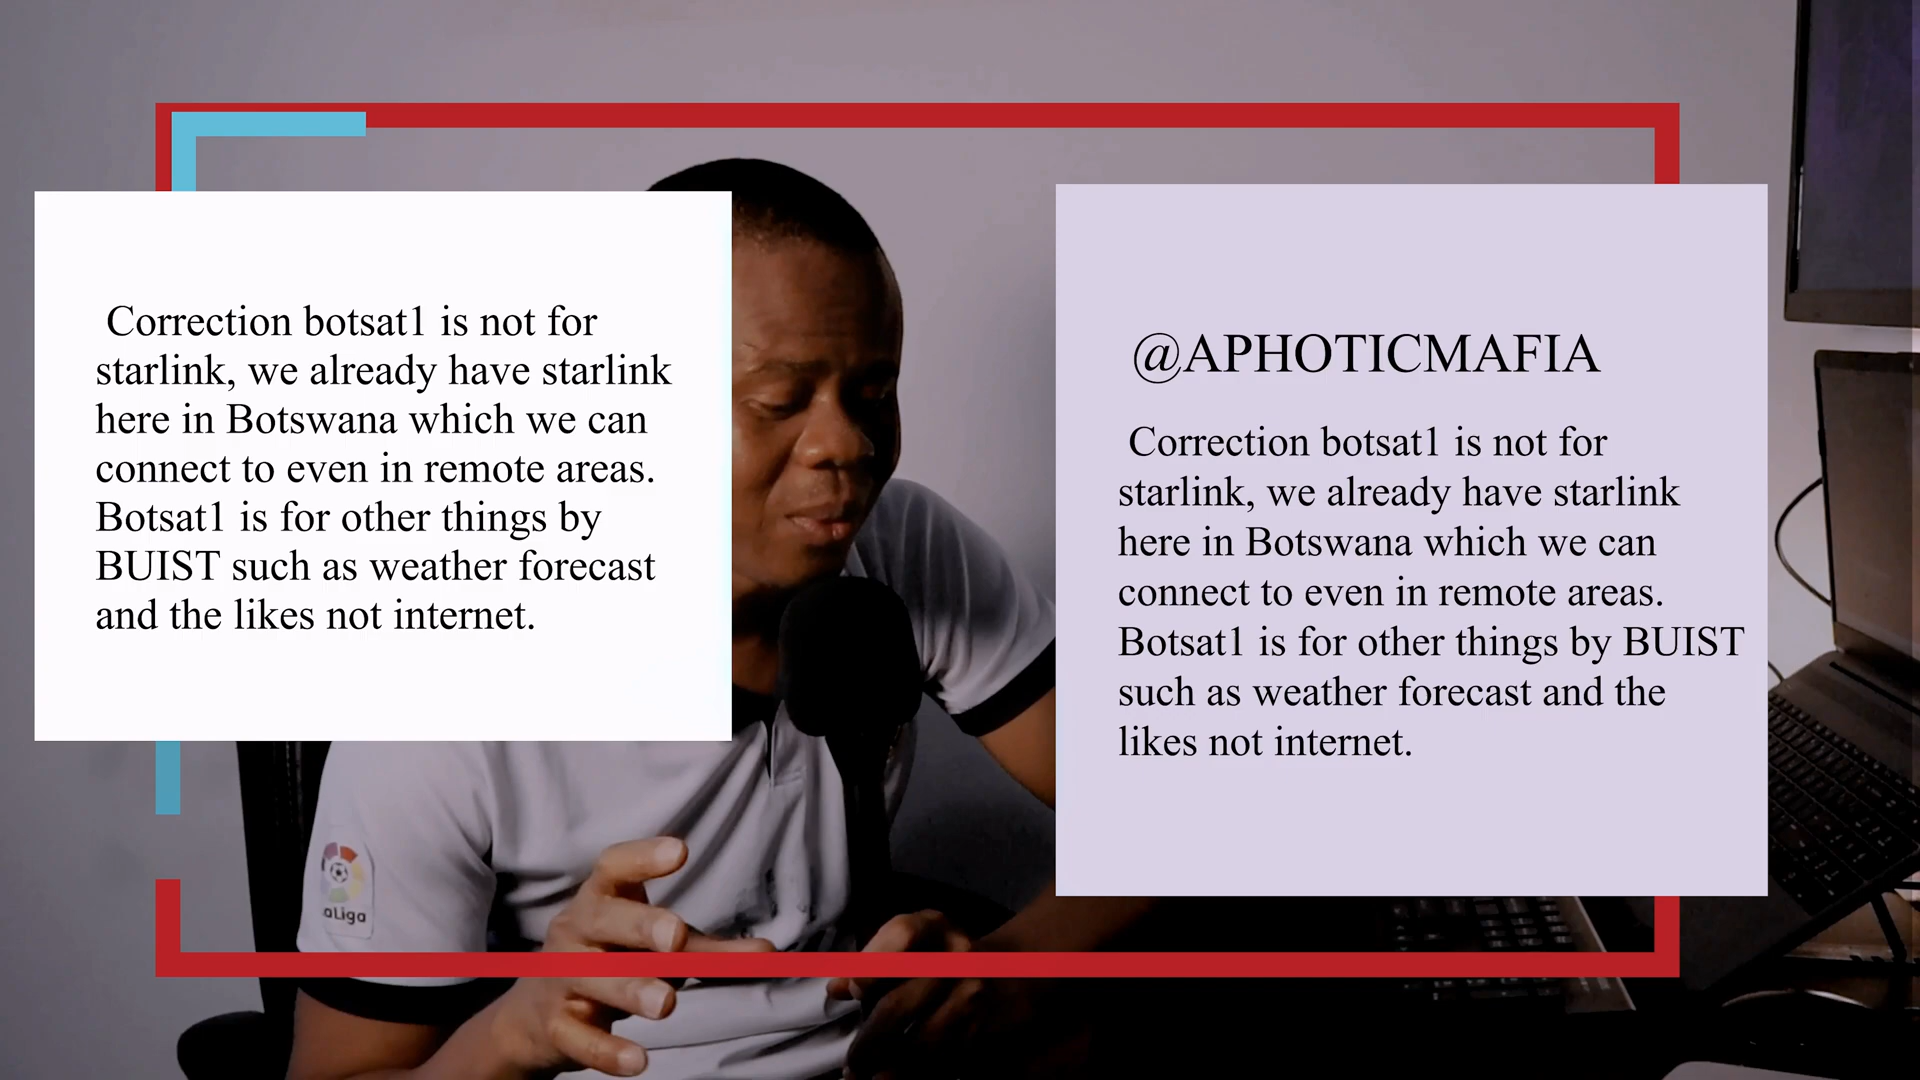 Correction botsat1 is not for
starlink, we already have starlink
here in Botswana which we can
connect to even in remote areas.
Botsat1 is for other things by
BUIST such as weather forecast
and the likes not internet.
@APHOTICMAFIA
Correction botsat1 is not for
starlink, we already have starlink
here in Botswana which we can
connect to even in remote areas.
Botsat1 is for other things by BUIST
such as weather forecast and the
likes not internet.
aLiga